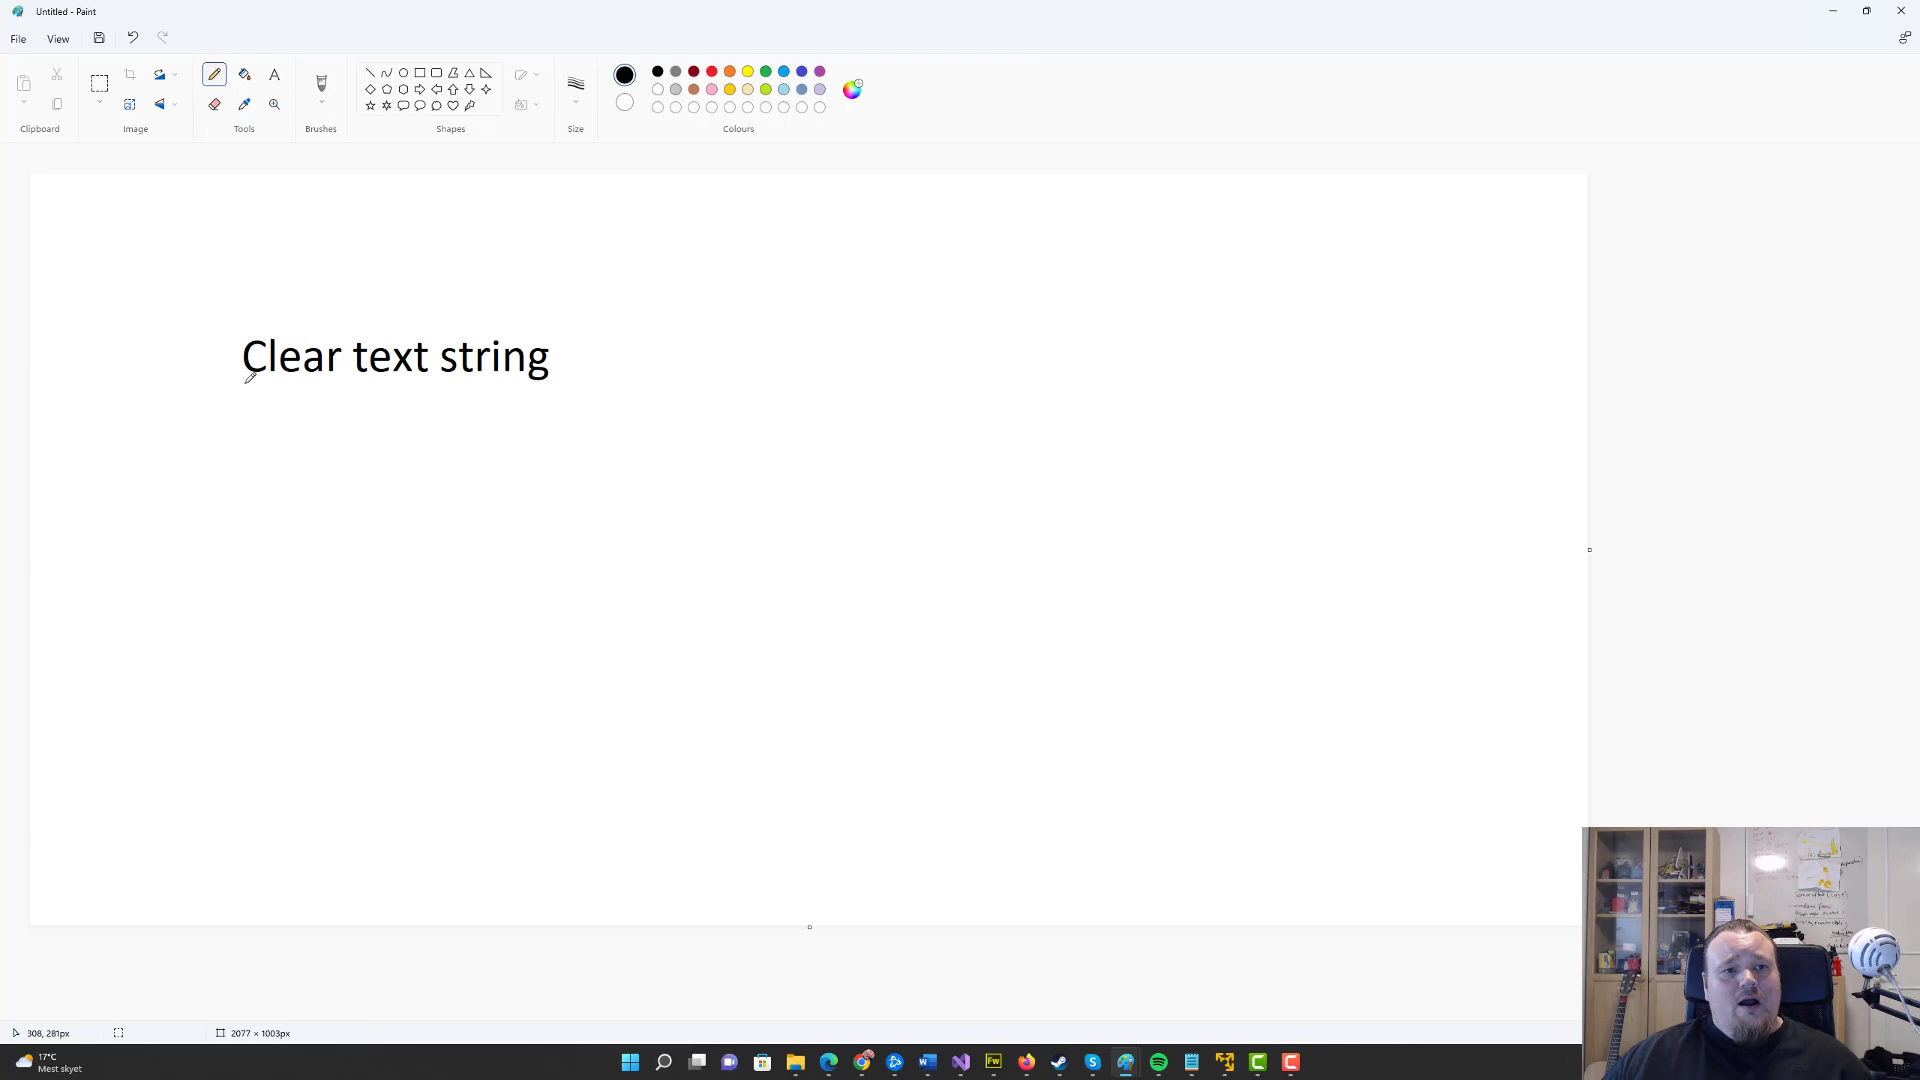 Untitled - Paint
File View
Clipboard
Image
Tools
Brushes
Shapes
Size
Colours
Clear text string
308, 281px
2077 × 1003px
17°C
Mest skyet